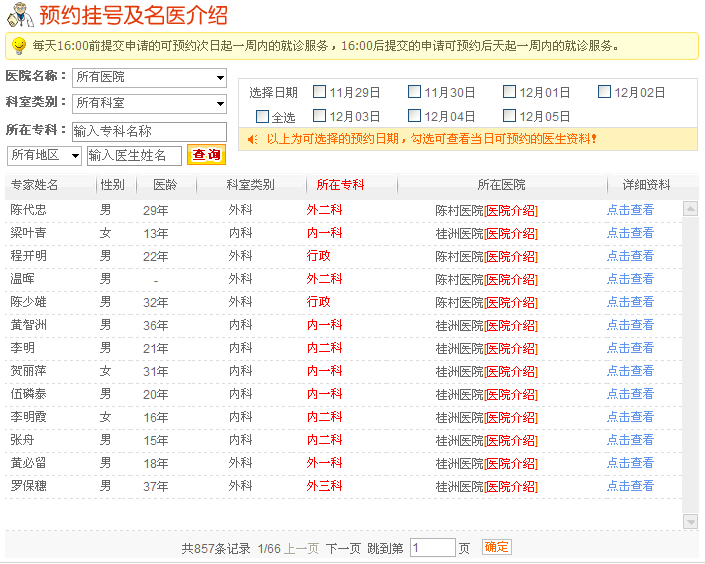 预约挂号及名医介绍
每天16:00前提交申请的可预约次日起一周内的就诊服务，16:00后提交的申请可预约后天起一周内的就诊服务。
医院名称： 所有医院
科室类别： 所有科室
所在专科： 输入专科名称
所有地区 输入医生姓名 查询
选择日期 11月29日 11月30日 12月01日 12月02日
全选 12月03日 12月04日 12月05日
以上为可选择的预约日期，勾选可查看当日可预约的医生资料！
专家姓名 性别 医龄 科室类别 所在专科 所在医院 详细资料
陈代忠 男 29年 外科 外二科 陈村医院[医院介绍] 点击查看
梁叶青 女 13年 内科 内一科 桂洲医院[医院介绍] 点击查看
程开明 男 22年 外科 行政 陈村医院[医院介绍] 点击查看
温晖 男 - 外科 外二科 陈村医院[医院介绍] 点击查看
陈少雄 男 32年 外科 行政 陈村医院[医院介绍] 点击查看
黄智洲 男 36年 内科 内一科 桂洲医院[医院介绍] 点击查看
李明 男 21年 内科 内二科 桂洲医院[医院介绍] 点击查看
贺丽萍 女 31年 内科 内一科 桂洲医院[医院介绍] 点击查看
伍璘泰 男 20年 内科 内一科 桂洲医院[医院介绍] 点击查看
李明霞 女 16年 内科 内二科 桂洲医院[医院介绍] 点击查看
张舟 男 15年 内科 内二科 桂洲医院[医院介绍] 点击查看
黄必留 男 18年 外科 外一科 桂洲医院[医院介绍] 点击查看
罗保穗 男 37年 外科 外三科 桂洲医院[医院介绍] 点击查看
共857条记录 1/66 上一页 下一页 跳到第 1 页 确定